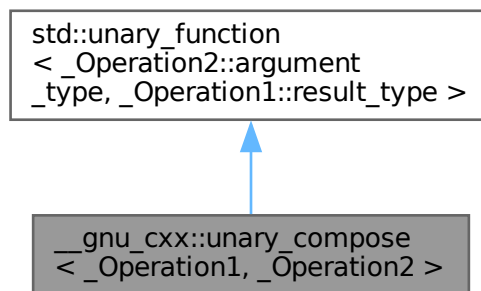 std::unary_function
< _Operation2::argument
_type, _Operation1::result_type >
__gnu_cxx::unary_compose
< _Operation1, _Operation2 >